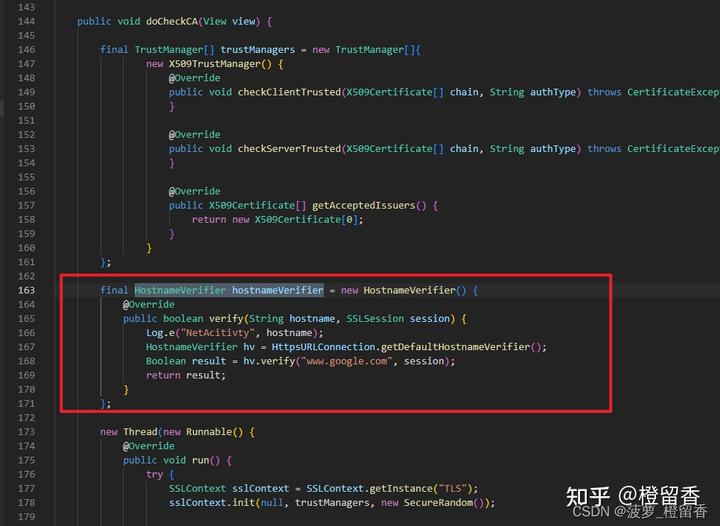 143
144 public void doCheckCA(View view) {
145
146 final TrustManager[] trustManagers = new TrustManager[]{
147 new X509TrustManager() {
148 @Override
149 public void checkClientTrusted(X509Certificate[] chain, String authType) throws CertificateExcep
150 }
151
152 @Override
153 public void checkServerTrusted(X509Certificate[] chain, String authType) throws CertificateExcep
154 }
155
156 @Override
157 public X509Certificate[] getAcceptedIssuers() {
158 return new X509Certificate[0];
159 }
160 }
161 };
162
163 final HostnameVerifier hostnameVerifier = new HostnameVerifier() {
164 @Override
165 public boolean verify(String hostname, SSLSession session) {
166 Log.e("NetAcitivty", hostname);
167 HostnameVerifier hv = HttpsURLConnection.getDefaultHostnameVerifier();
168 Boolean result = hv.verify("www.google.com", session);
169 return result;
170 }
171 };
172
173 new Thread(new Runnable() {
174 @Override
175 public void run() {
176 try {
177 SSLContext sslContext = SSLContext.getInstance("TLS");
178 sslContext.init(null, trustManagers, new SecureRandom());
179
知乎 @橙留香
CSDN @菠萝_橙留香